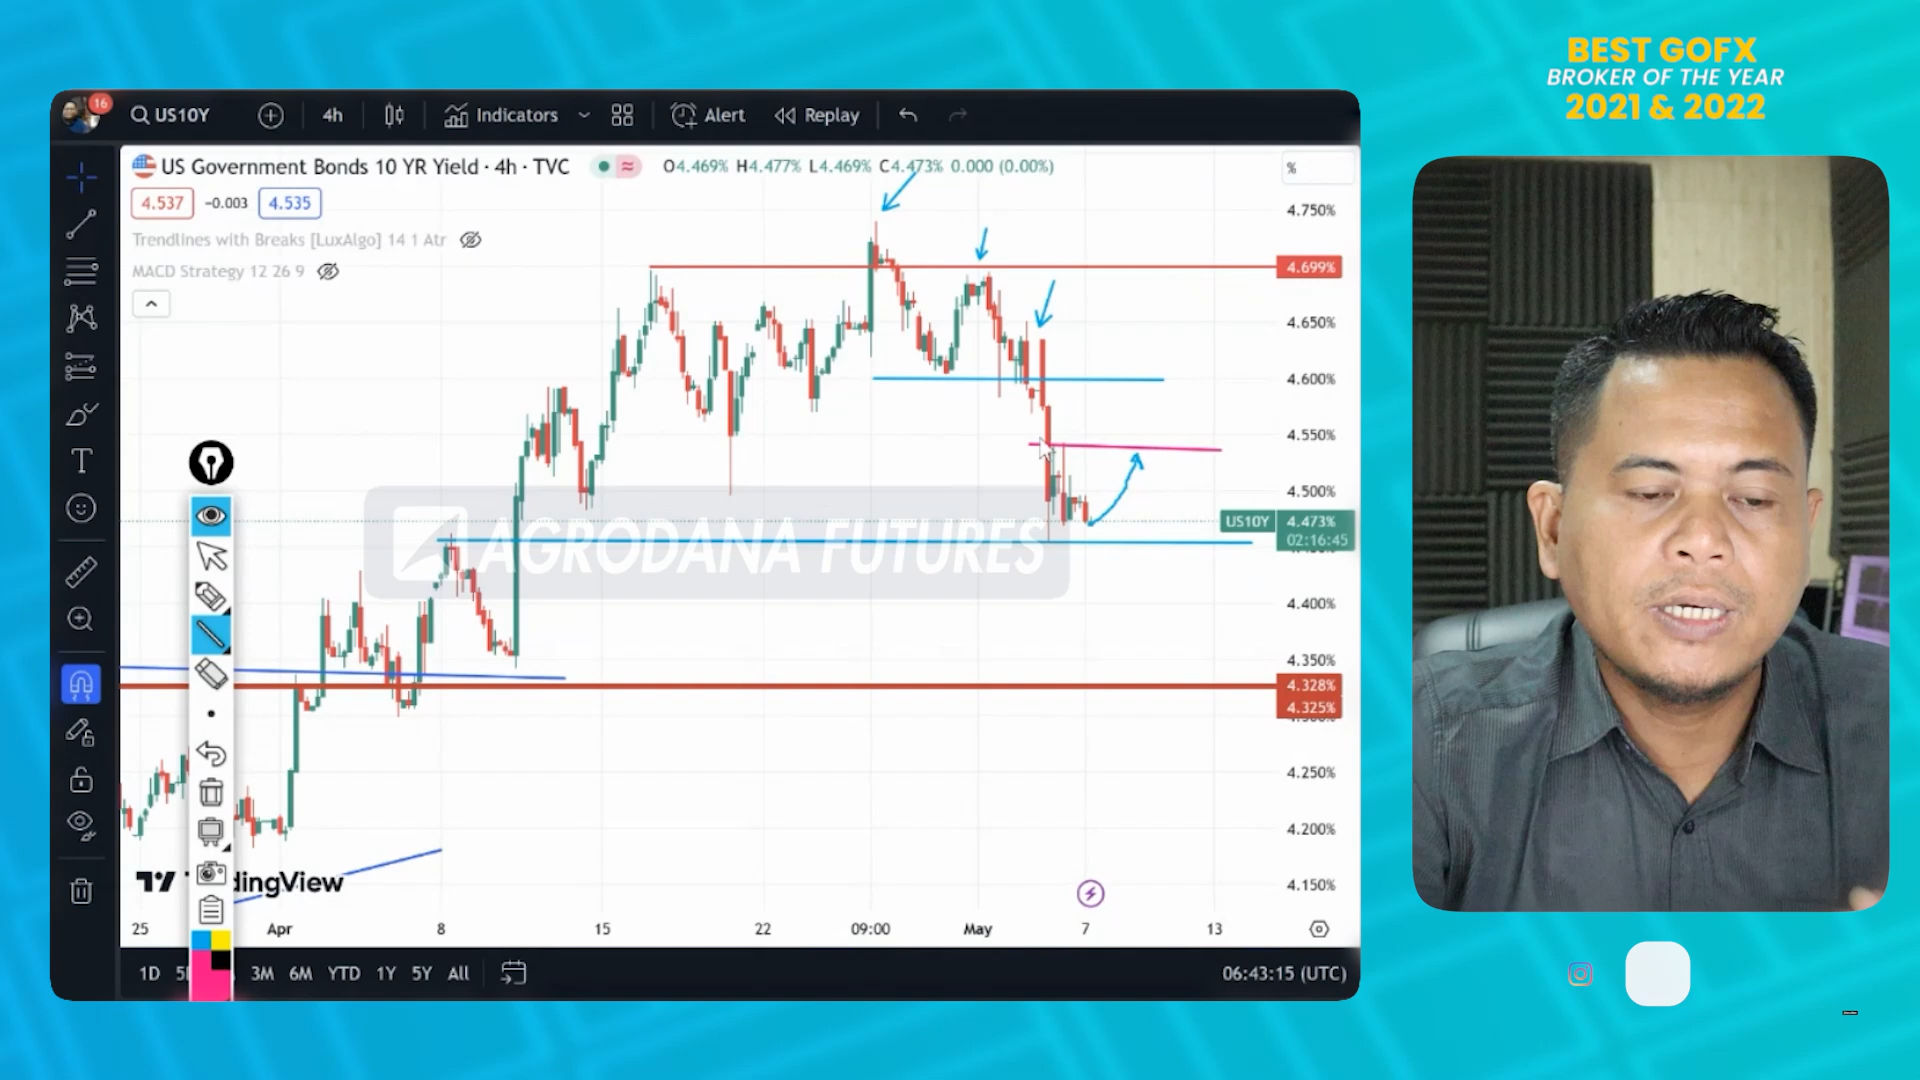 BEST GOFX
BROKER OF THE YEAR
2021 & 2022
16
US10Y
4h
Indicators
Alert
Replay
US Government Bonds 10 YR Yield · 4h · TVC
O4.469% H4.477% L4.469% C4.473% 0.000 (0.00%)
%
4.537
−0.003
4.535
Trendlines with Breaks [LuxAlgo] 14 1 Atr
MACD Strategy 12 26 9
4.750%
4.699%
4.650%
4.600%
4.550%
4.500%
US10Y
4.473%
02:16:45
AGRODANA FUTURES
4.400%
4.350%
4.328%
4.325%
4.250%
4.200%
4.150%
dingView
25
Apr
8
15
22
09:00
May
7
13
1D
3M
6M
YTD
1Y
5Y
All
06:43:15 (UTC)